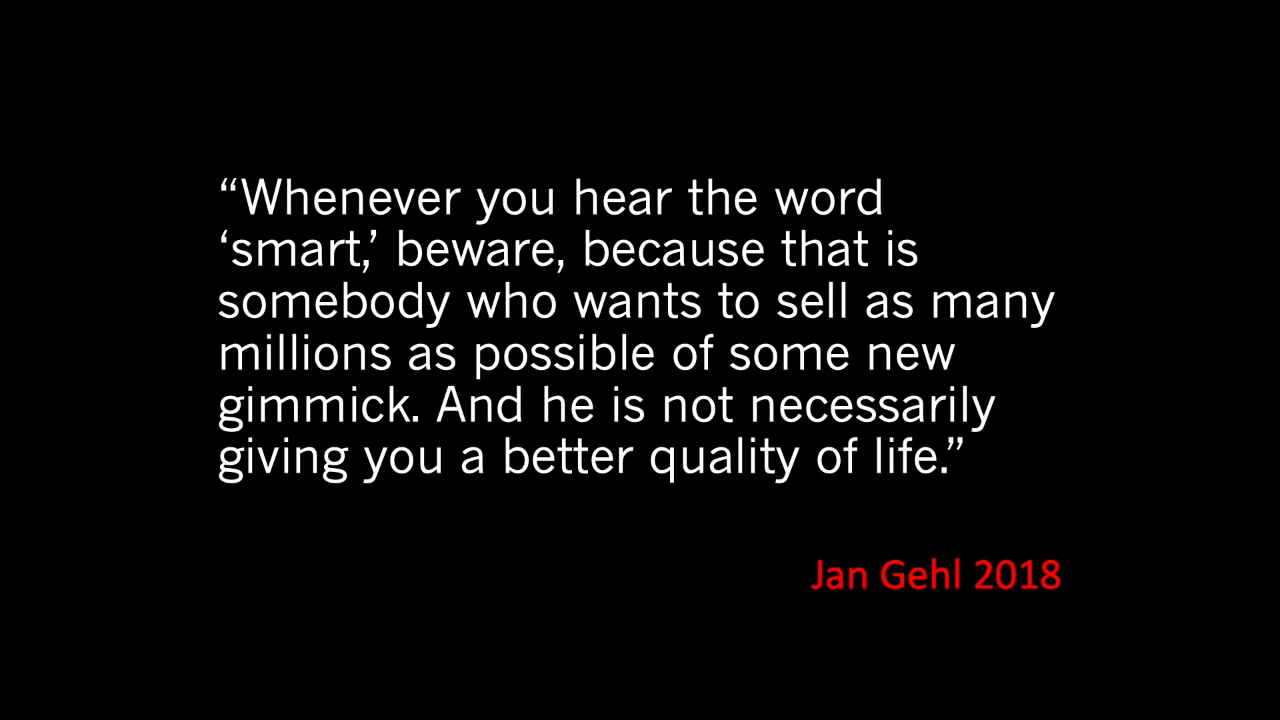 “Whenever you hear the word
‘smart,’ beware, because that is
somebody who wants to sell as many
millions as possible of some new
gimmick. And he is not necessarily
giving you a better quality of life.”
Jan Gehl 2018